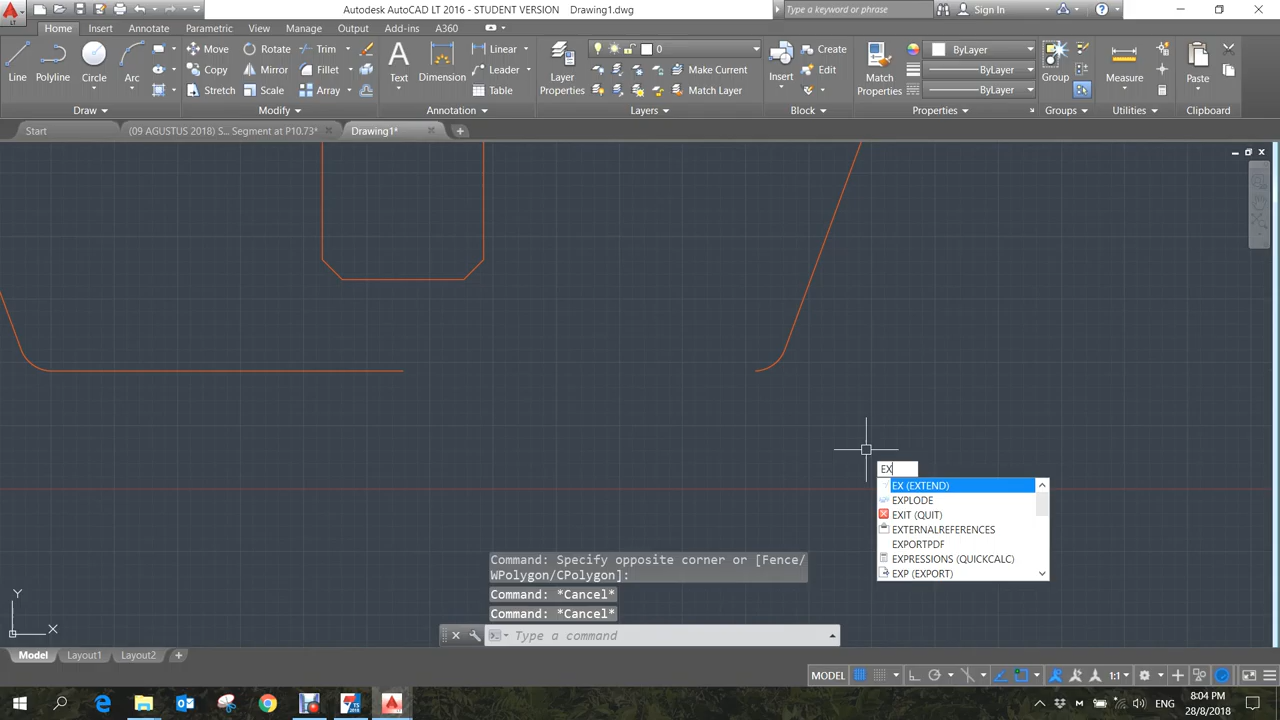 Autodesk AutoCAD LT 2016 - STUDENT VERSION Drawing1.dwg
Type a keyword or phrase
Sign In
LT
Home Insert Annotate Parametric View Manage Output Add-ins A360
Line
Polyline
Circle
Arc
Move Rotate Trim
Copy Mirror Fillet
Stretch Scale Array
Text
Dimension
Linear
Leader
Table
Layer
Properties
0
Make Current
Match Layer
Insert
Create
Edit
Match
Properties
ByLayer
ByLayer
ByLayer
Group
Measure
Paste
Draw Modify Annotation Layers Block Properties Groups Utilities Clipboard
Start (09 AGUSTUS 2018) S... Segment at P10.73* Drawing1*
EX
EX (EXTEND)
EXPLODE
EXIT (QUIT)
EXTERNALREFERENCES
EXPORTPDF
EXPRESSIONS (QUICKCALC)
EXP (EXPORT)
Command: Specify opposite corner or [Fence/
WPolygon/CPolygon]:
Command: *Cancel*
Command: *Cancel*
Type a command
Y
X
Model Layout1 Layout2
MODEL 1:1
ENG
8:04 PM
28/8/2018